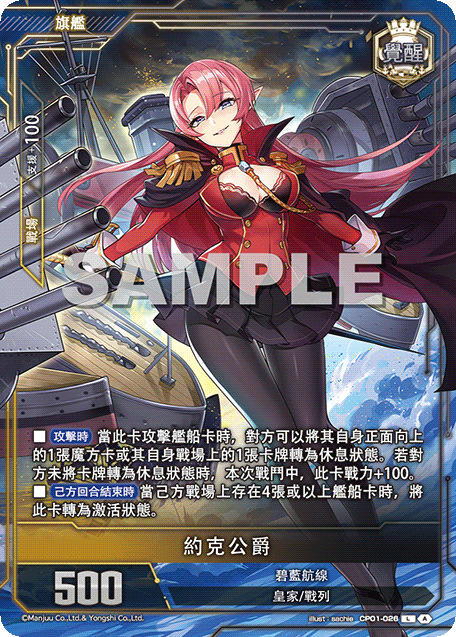 旗艦
覺醒
支援+100
戰場
SAMPLE
■ 攻擊時 當此卡攻擊艦船卡時，對方可以將其自身正面向上
的1張魔方卡或其自身戰場上的1張卡牌轉為休息狀態。若對
方未將卡牌轉為休息狀態時，本次戰鬥中，此卡戰力+100。
■ 己方回合結束時 當己方戰場上存在4張或以上艦船卡時，將
此卡轉為激活狀態。
約克公爵
500
碧藍航線
皇家/戰列
©Manjuu Co.,Ltd.& Yongshi Co.,Ltd.
illust : sachie CP01-026 L A